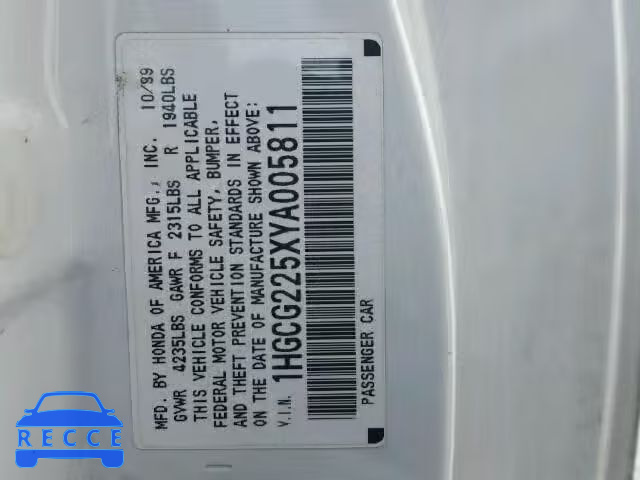 MFD. BY HONDA OF AMERICA MFG., INC. 10/99
GVWR 4235LBS GAWR F 2315LBS R 1940LBS
THIS VEHICLE CONFORMS TO ALL APPLICABLE
FEDERAL MOTOR VEHICLE SAFETY, BUMPER,
AND THEFT PREVENTION STANDARDS IN EFFECT
ON THE DATE OF MANUFACTURE SHOWN ABOVE:
V.I.N. 1HGCG225XYA005811
PASSENGER CAR
RECCE